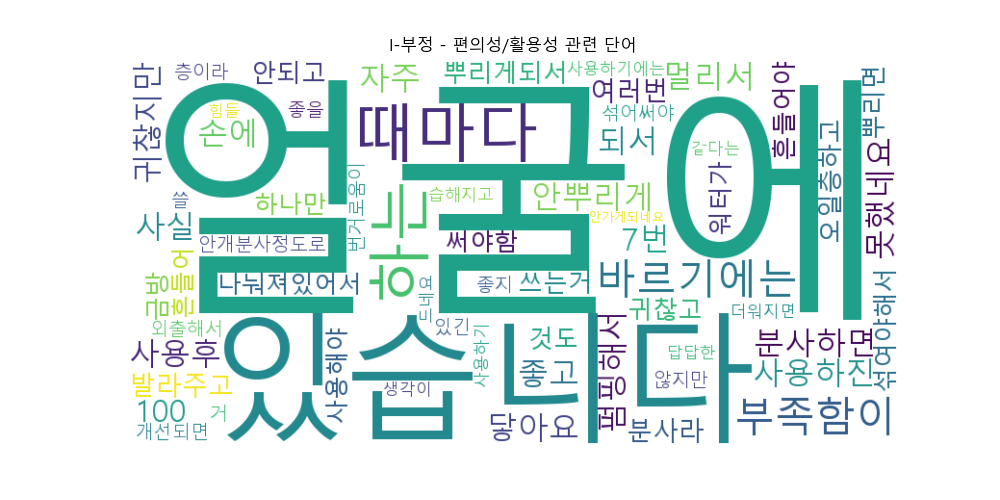 I-부정 - 편의성/활용성 관련 단어
귀찮지만
층이라
안되고
자주
뿌리게되서
사용하기에는
멀리서
여러번
힘들
좋을
손에
얼굴에
때마다
섞어써야
되서
흔들어야
뿌리면
같다는
쓸
하나만
번거로움이
습해지고
안뿌리게
안가게되네요
워터가
오일층하고
못했네요
사실
안개분사정도로
하는
써야함
7번
금방
흔들어
나눠져있어서
드네요
좋지
쓰는거
바르기에는
귀찮고
더워지면
섞여야해서
외출해서
있습니다
있긴
사용하기
것도
펌핑해서
답답한
분사하면
사용후
사용해야
좋고
않지만
사용하진
발라주고
생각이
100
거
개선되면
닿아요
분사라
부족함이